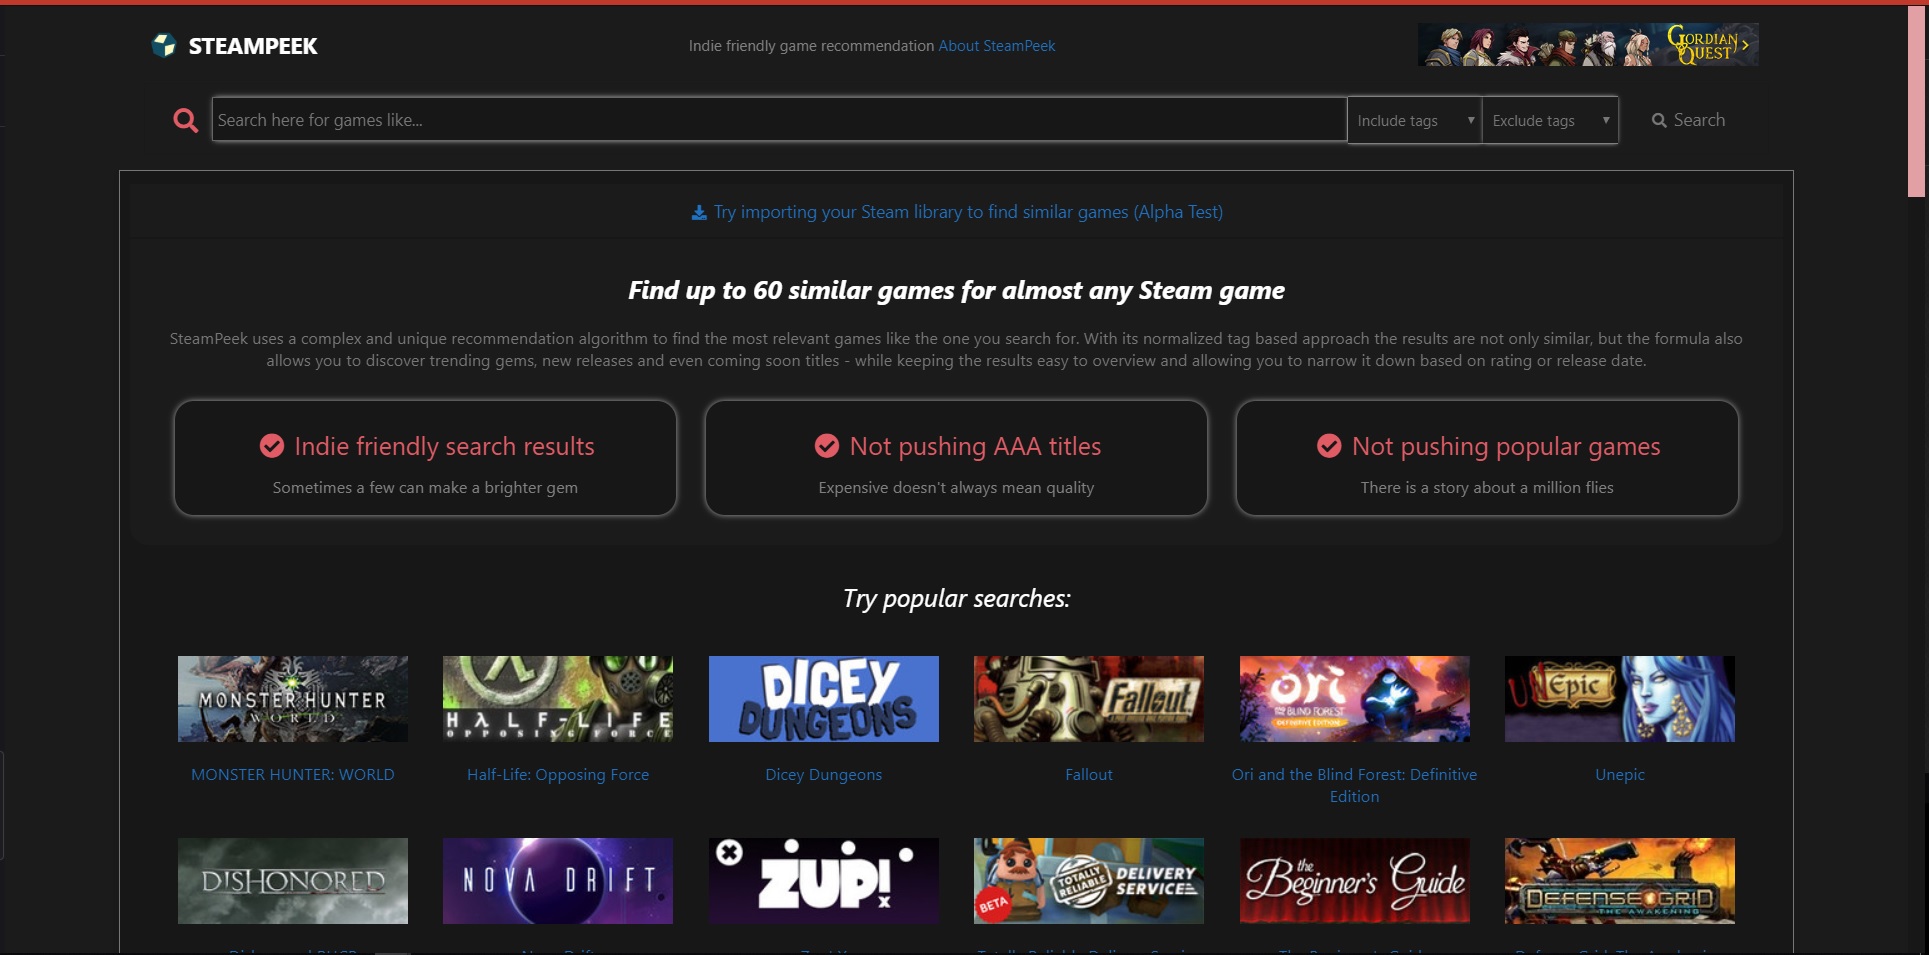 STEAMPEEK
Indie friendly game recommendation About SteamPeek
GORDIAN QUEST
Search here for games like...
Include tags
Exclude tags
Search
Try importing your Steam library to find similar games (Alpha Test)
Find up to 60 similar games for almost any Steam game
SteamPeek uses a complex and unique recommendation algorithm to find the most relevant games like the one you search for. With its normalized tag based approach the results are not only similar, but the formula also
allows you to discover trending gems, new releases and even coming soon titles - while keeping the results easy to overview and allowing you to narrow it down based on rating or release date.
Indie friendly search results
Sometimes a few can make a brighter gem
Not pushing AAA titles
Expensive doesn't always mean quality
Not pushing popular games
There is a story about a million flies
Try popular searches:
MONSTER HUNTER
WORLD
HALF-LIFE
OPPOSING FORCE
DICEY
DUNGEONS
Fallout
ori
AND THE BLIND FOREST
DEFINITIVE EDITION
UnEpic
MONSTER HUNTER: WORLD
Half-Life: Opposing Force
Dicey Dungeons
Fallout
Ori and the Blind Forest: Definitive
Edition
Unepic
DISHONORED
NOVA DRIFT
ZUP!
x
TOTALLY
RELIABLE
DELIVERY
SERVICE
BETA
the
Beginner's Guide
DEFENSE GRID
THE AWAKENING